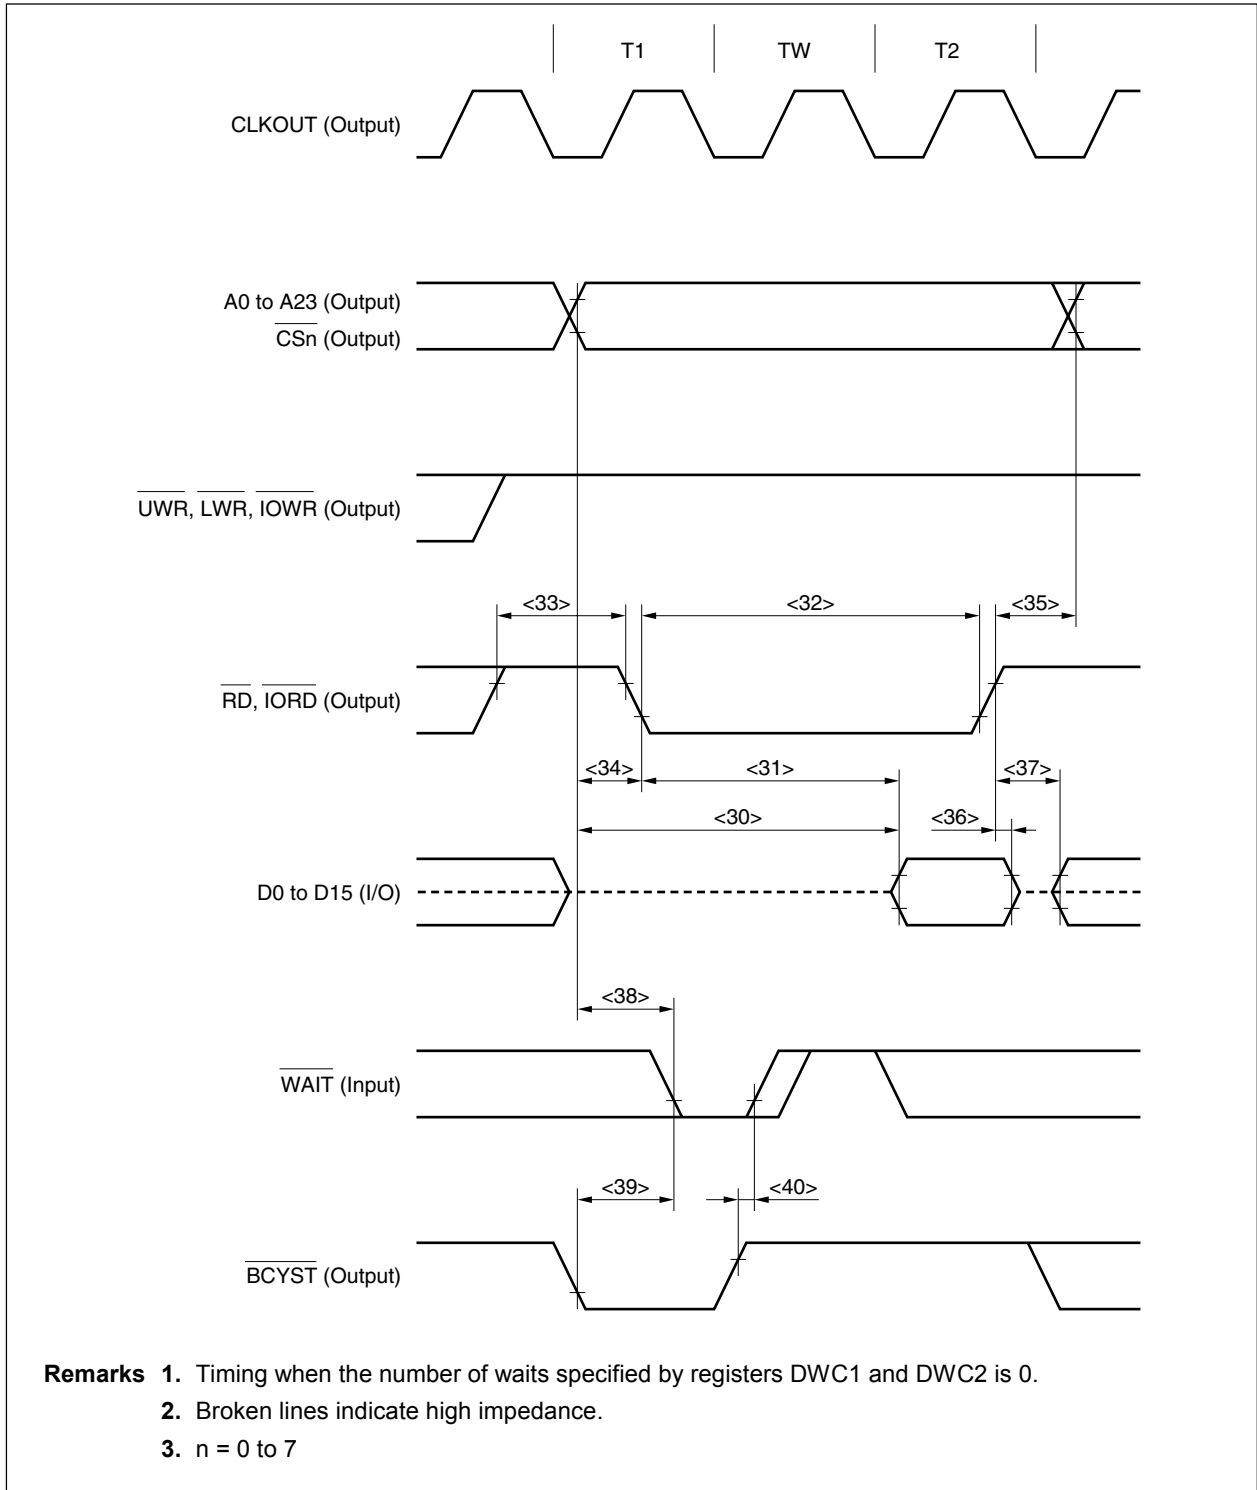 T1 TW T2
CLKOUT (Output)
A0 to A23 (Output)
CSn (Output)
UWR, LWR, IOWR (Output)
<33> <32> <35>
RD, IORD (Output)
<34> <31> <37>
<30> <36>
D0 to D15 (I/O)
<38>
WAIT (Input)
<39> <40>
BCYST (Output)
Remarks 1. Timing when the number of waits specified by registers DWC1 and DWC2 is 0.
2. Broken lines indicate high impedance.
3. n = 0 to 7